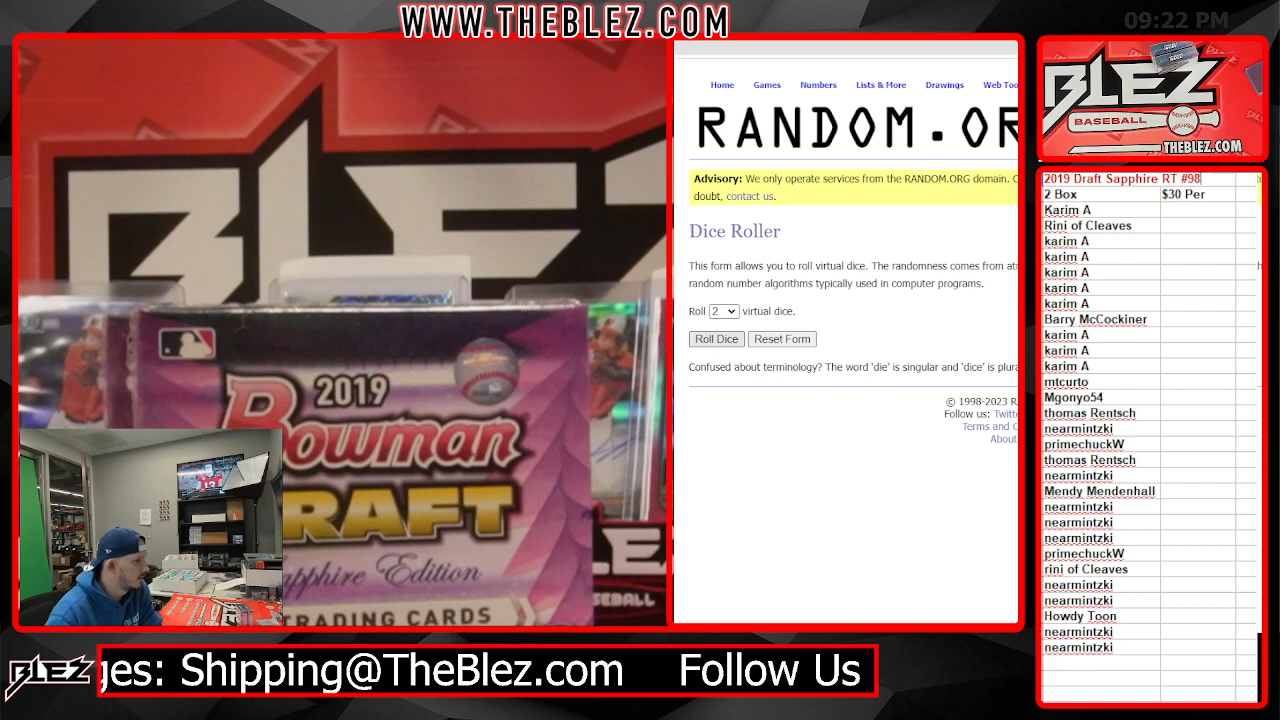 WWW.THEBLEZ.COM
09:22 PM
BLEZ
2019
Bowman
DRAFT
Sapphire Edition
TRADING CARDS
BASEBALL
Home Games Numbers Lists & More Drawings Web Too
RANDOM.OR
Advisory: We only operate services from the RANDOM.ORG domain. C
doubt, contact us.
Dice Roller
This form allows you to roll virtual dice. The randomness comes from atm
random number algorithms typically used in computer programs.
Roll 2 virtual dice.
Roll Dice Reset Form
Confused about terminology? The word 'die' is singular and 'dice' is plura
© 1998-2023 R
Follow us: Twitte
Terms and C
About
BLEZ
BASEBALL
THEBLEZ.COM
2019 Draft Sapphire RT #98
2 Box $30 Per
Karim A
Rini of Cleaves
karim A
karim A
karim A
karim A
karim A
Barry McCockiner
karim A
karim A
karim A
mtcurto
Mgonyo54
thomas Rentsch
nearmintzki
primechuckW
thomas Rentsch
nearmintzki
Mendy Mendenhall
nearmintzki
nearmintzki
nearmintzki
primechuckW
rini of Cleaves
nearmintzki
nearmintzki
Howdy Toon
nearmintzki
nearmintzki
BLEZ
ges: Shipping@TheBlez.com Follow Us